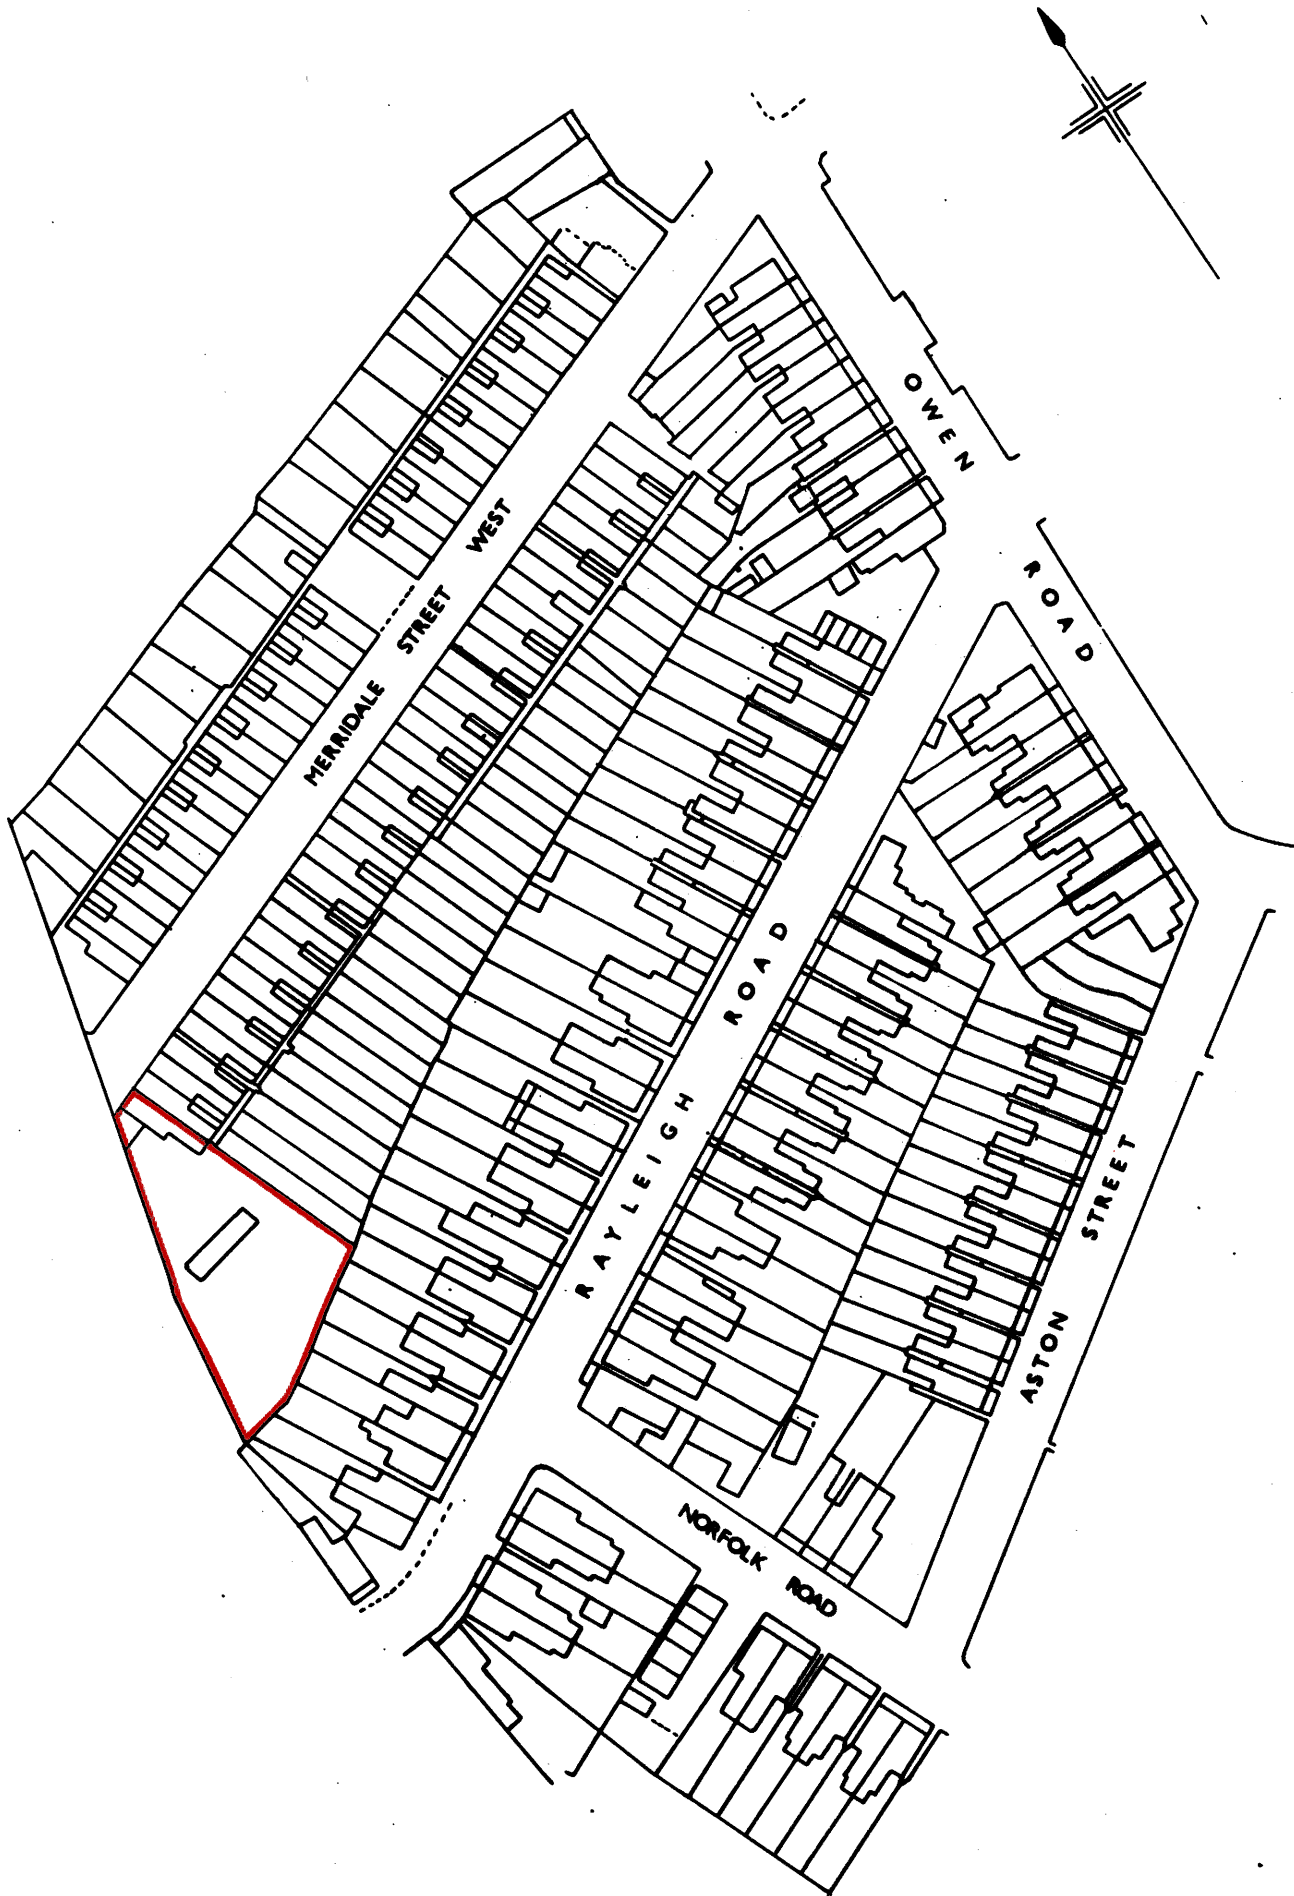 OWEN
ROAD
MERRIDALE STREET WEST
RAYLEIGH ROAD
ASTON STREET
NORFOLK ROAD